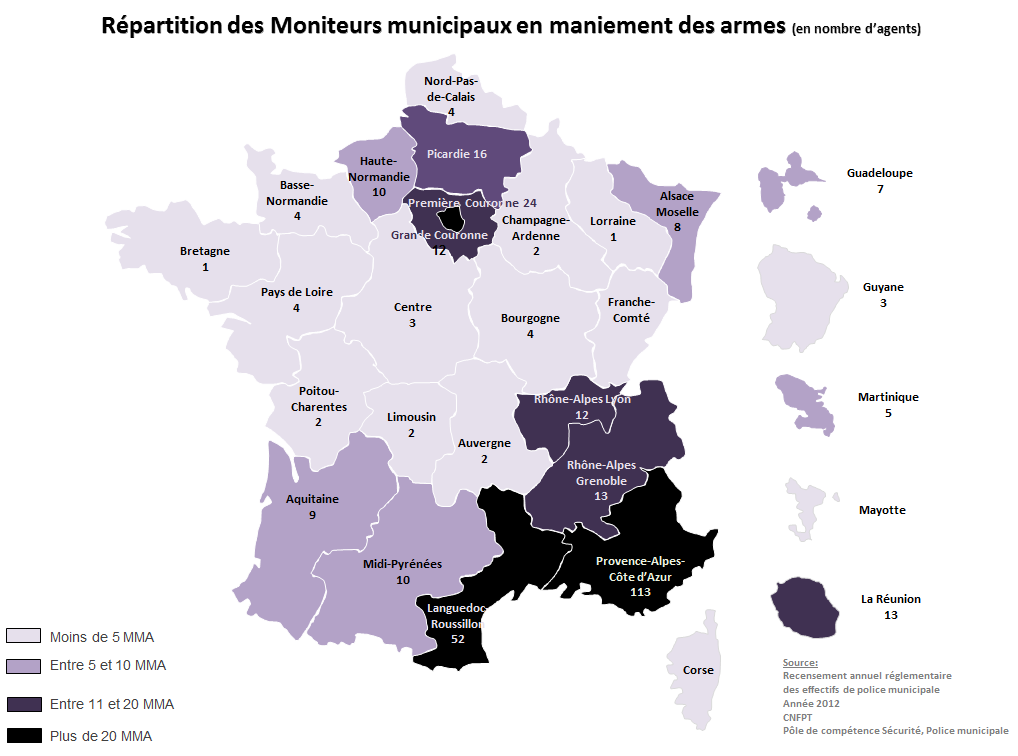 Répartition des Moniteurs municipaux en maniement des armes (en nombre d'agents)
Nord-Pas-
de-Calais
4
Picardie 16
Haute-
Normandie
10
Basse-
Normandie
4
Première Couronne 24
Grande Couronne
12
Champagne-
Ardenne
2
Lorraine
1
Alsace
Moselle
8
Bretagne
1
Pays de Loire
4
Centre
3
Bourgogne
4
Franche-
Comté
Poitou-
Charentes
2
Limousin
2
Auvergne
2
Rhône-Alpes Lyon
12
Rhône-Alpes
Grenoble
13
Aquitaine
9
Midi-Pyrénées
10
Languedoc-
Roussillon
52
Provence-Alpes-
Côte d'Azur
113
Corse
Guadeloupe
7
Guyane
3
Martinique
5
Mayotte
La Réunion
13
Moins de 5 MMA
Entre 5 et 10 MMA
Entre 11 et 20 MMA
Plus de 20 MMA
Source:
Recensement annuel réglementaire
des effectifs de police municipale
Année 2012
CNFPT
Pôle de compétence Sécurité, Police municipale